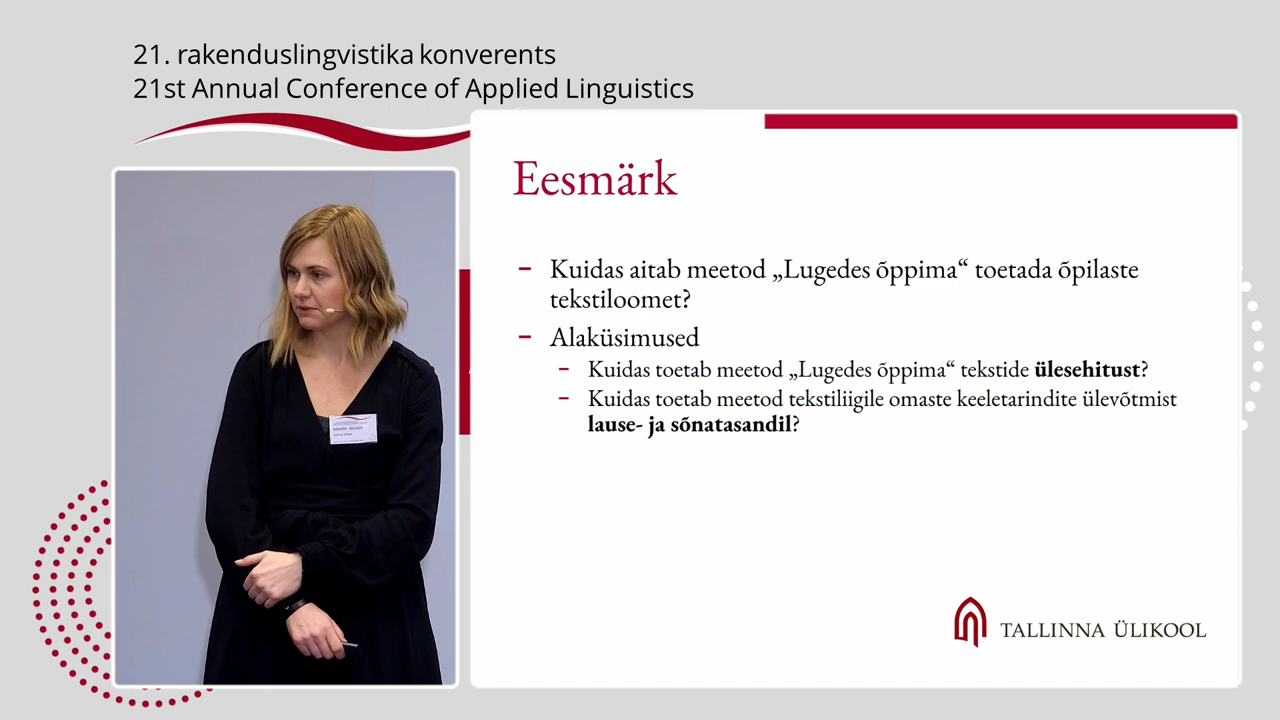 21. rakenduslingvistika konverents
21st Annual Conference of Applied Linguistics
Eesmärk
– Kuidas aitab meetod „Lugedes õppima“ toetada õpilaste
tekstiloomet?
– Alaküsimused
– Kuidas toetab meetod „Lugedes õppima“ tekstide ülesehitust?
– Kuidas toetab meetod tekstiliigile omaste keeletarindite ülevõtmist
lause- ja sõnatasandil?
TALLINNA ÜLIKOOL